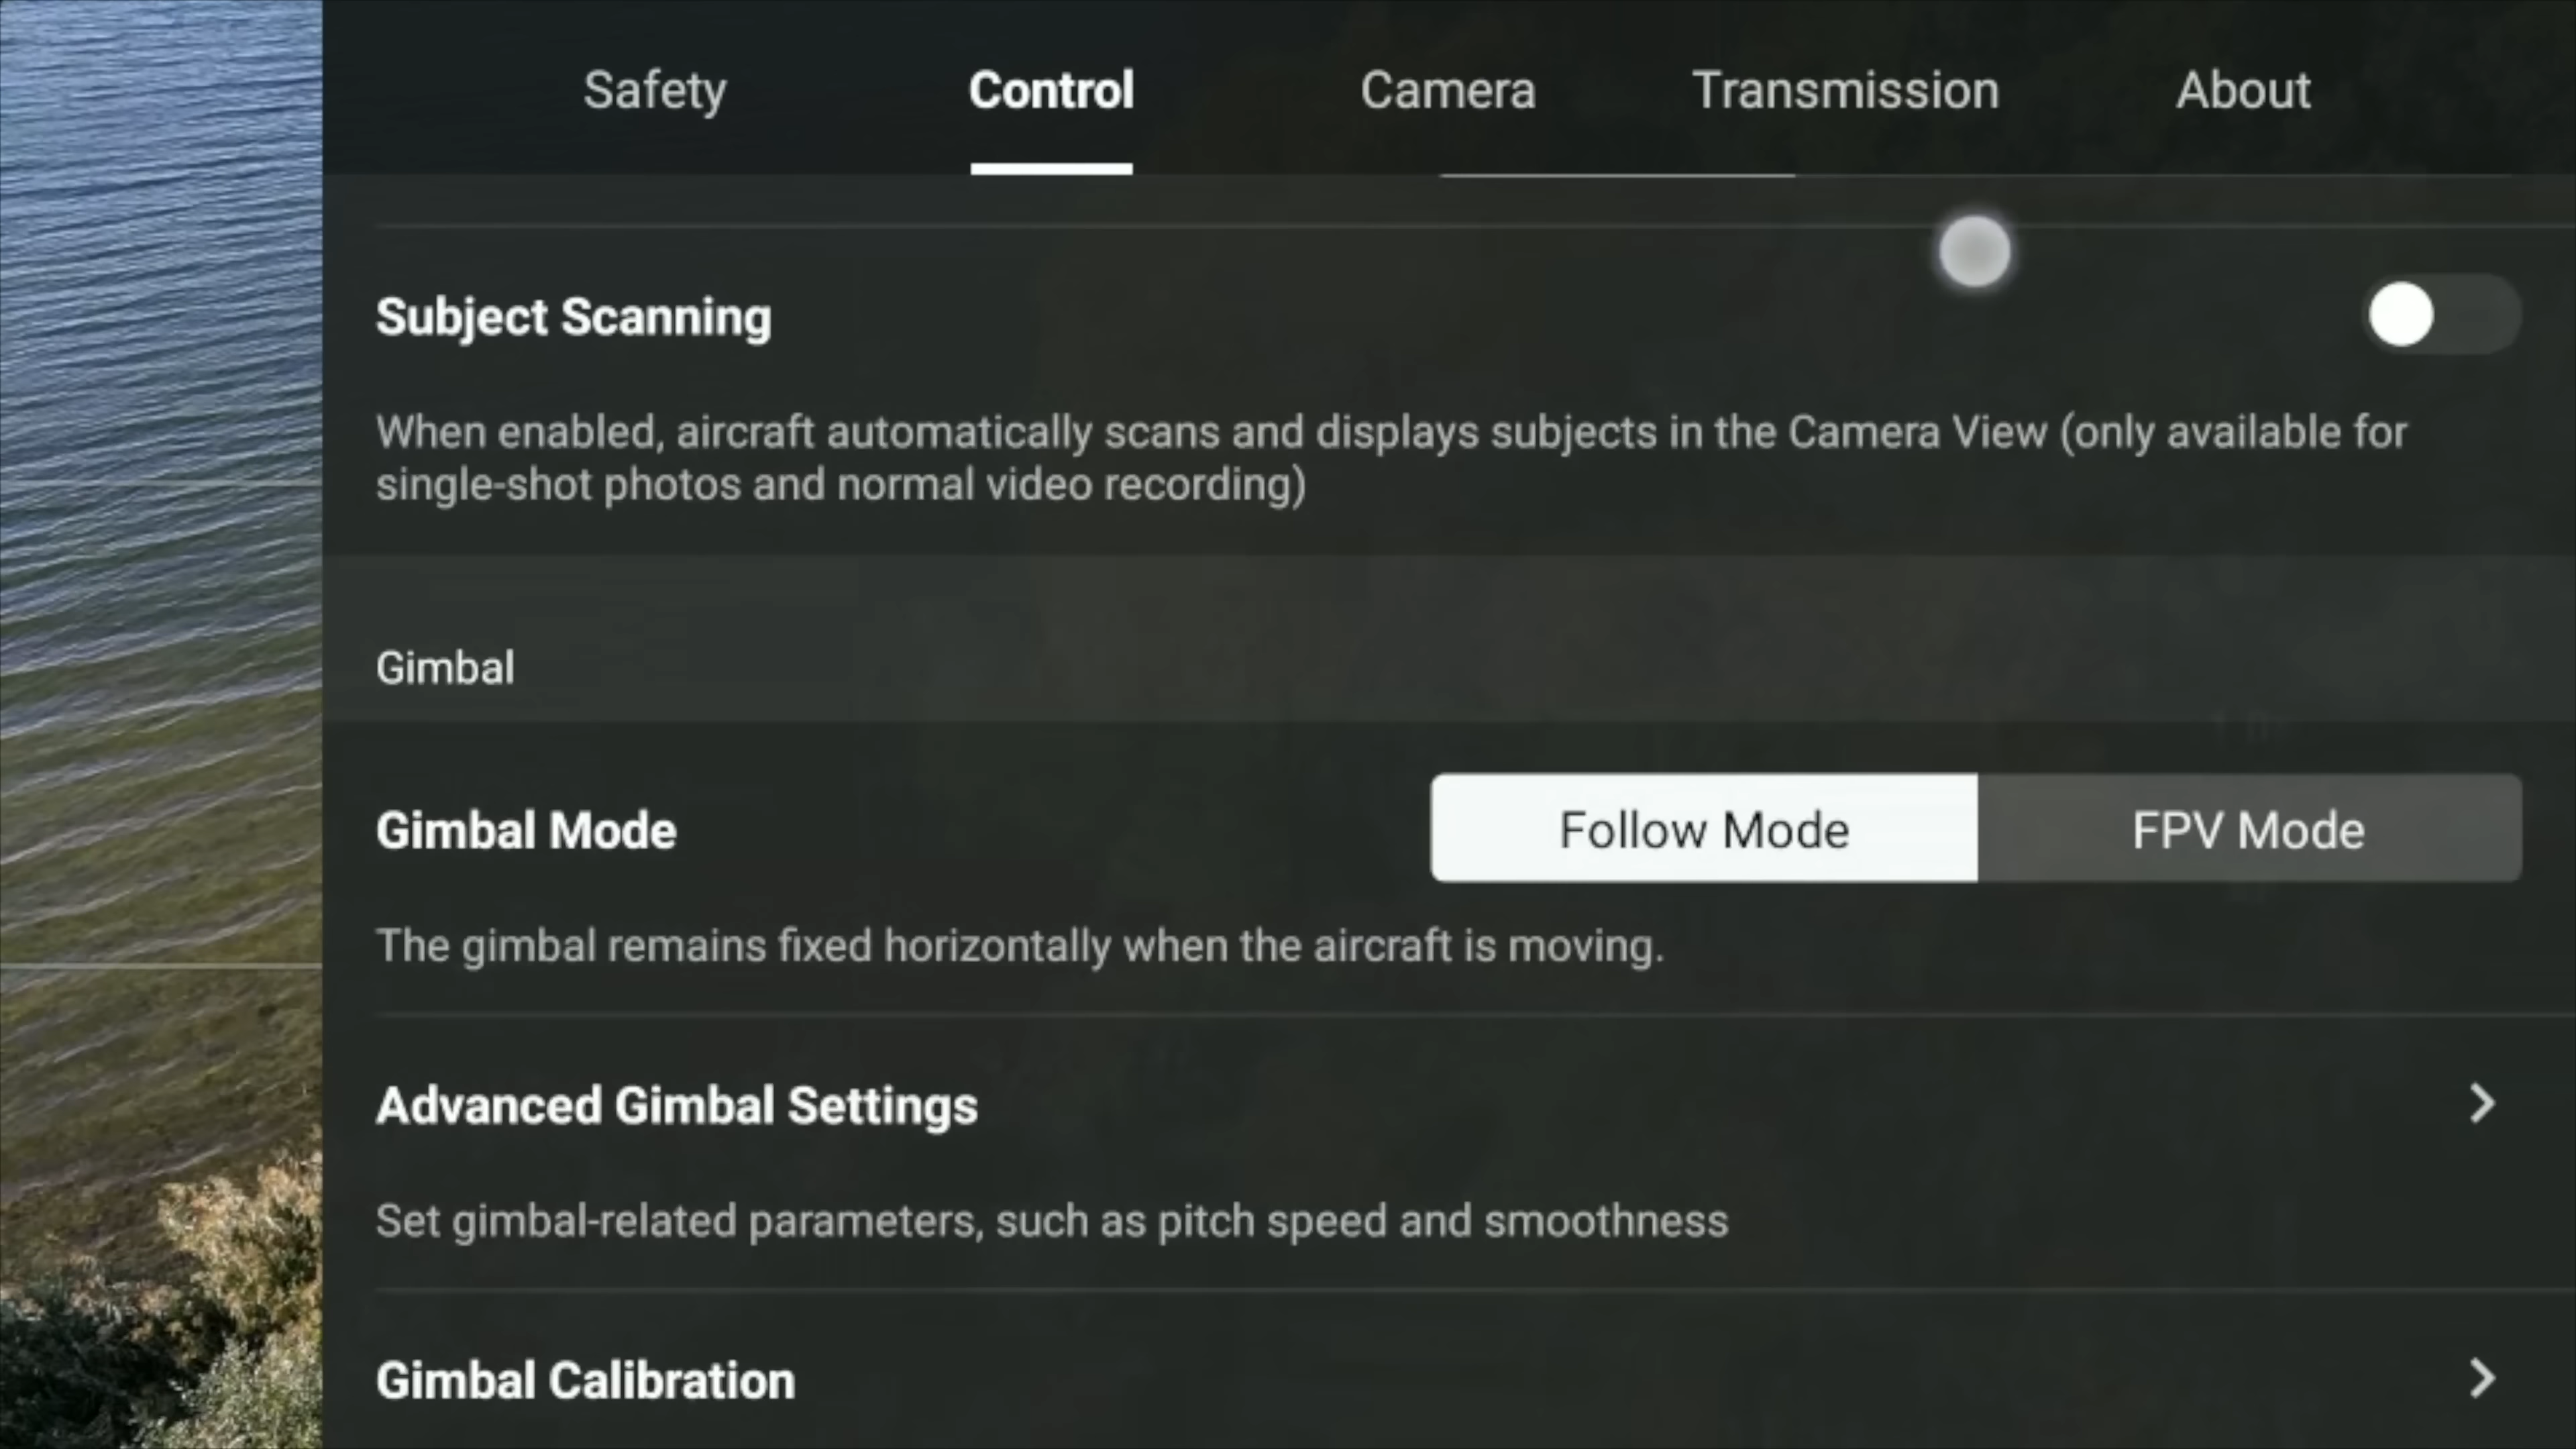 Safety Control Camera Transmission About
Subject Scanning
When enabled, aircraft automatically scans and displays subjects in the Camera View (only available for
single-shot photos and normal video recording)
Gimbal
Gimbal Mode Follow Mode FPV Mode
The gimbal remains fixed horizontally when the aircraft is moving.
Advanced Gimbal Settings
Set gimbal-related parameters, such as pitch speed and smoothness
Gimbal Calibration